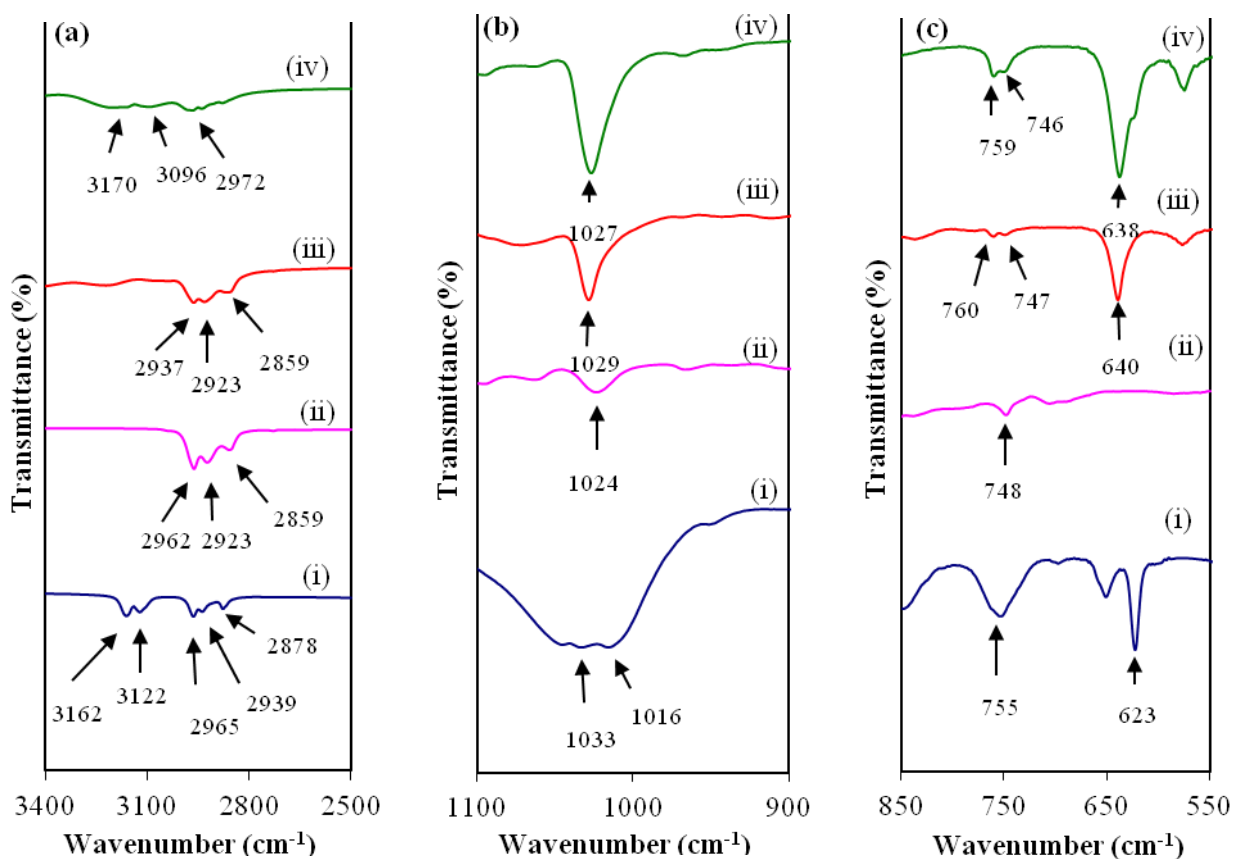 (a)
(iv)
3170
3096
2972
(iii)
2937
2923
2859
(ii)
2962
2923
2859
(i)
3162
3122
2965
2939
2878
Transmittance (%)
3400 3100 2800 2500
Wavenumber (cm-1)
(b)
(iv)
1027
(iii)
1029
(ii)
1024
(i)
1033
1016
Transmittance (%)
1100 1000 900
Wavenumber (cm-1)
(c)
(iv)
759
746
638
(iii)
760
747
640
(ii)
748
(i)
755
623
Transmittance (%)
850 750 650 550
Wavenumber (cm-1)